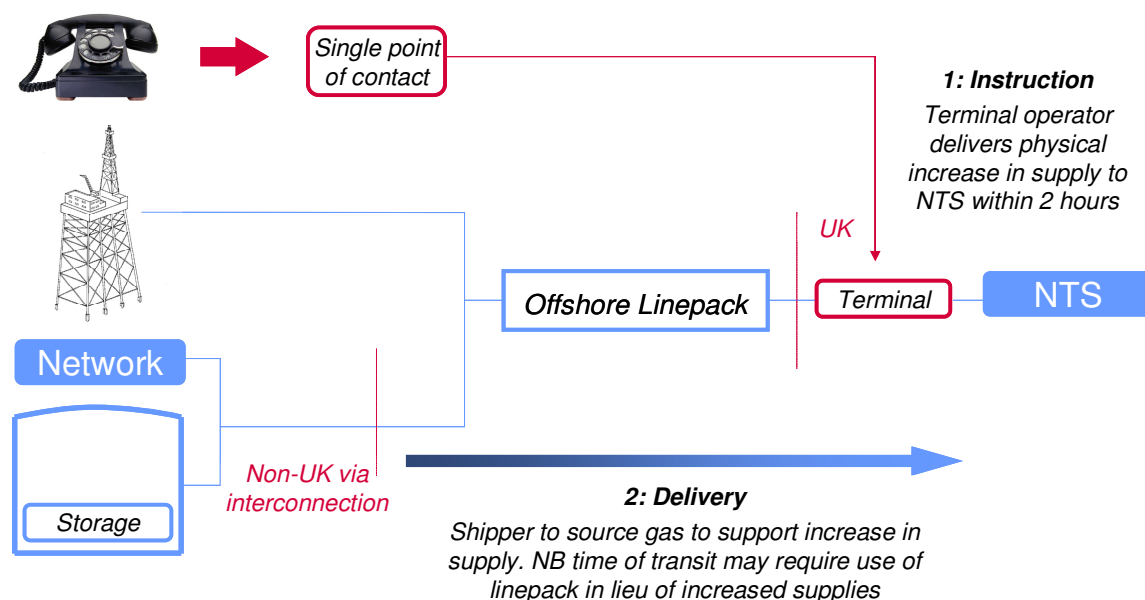 Single point
of contact
1: Instruction
Terminal operator
delivers physical
increase in supply to
NTS within 2 hours
UK
Offshore Linepack
Terminal
NTS
Network
Non-UK via
interconnection
Storage
2: Delivery
Shipper to source gas to support increase in
supply. NB time of transit may require use of
linepack in lieu of increased supplies